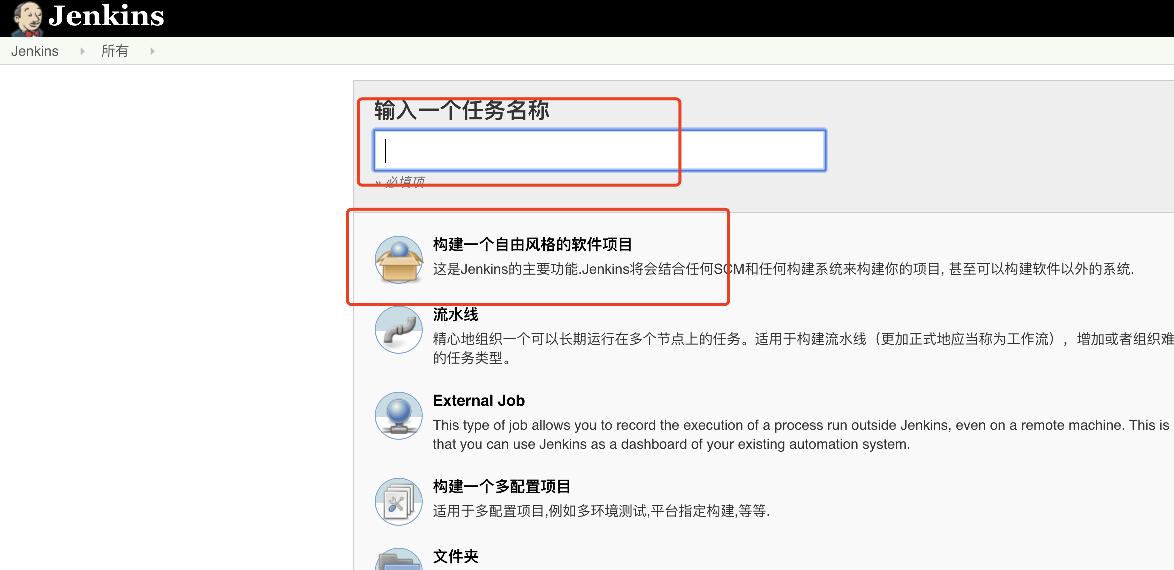 Jenkins
Jenkins 所有
输入一个任务名称
» 必填项
构建一个自由风格的软件项目
这是Jenkins的主要功能.Jenkins将会结合任何SCM和任何构建系统来构建你的项目, 甚至可以构建软件以外的系统.
流水线
精心地组织一个可以长期运行在多个节点上的任务。适用于构建流水线（更加正式地应当称为工作流），增加或者组织难
的任务类型。
External Job
This type of job allows you to record the execution of a process run outside Jenkins, even on a remote machine. This is
that you can use Jenkins as a dashboard of your existing automation system.
构建一个多配置项目
适用于多配置项目,例如多环境测试,平台指定构建,等等.
文件夹